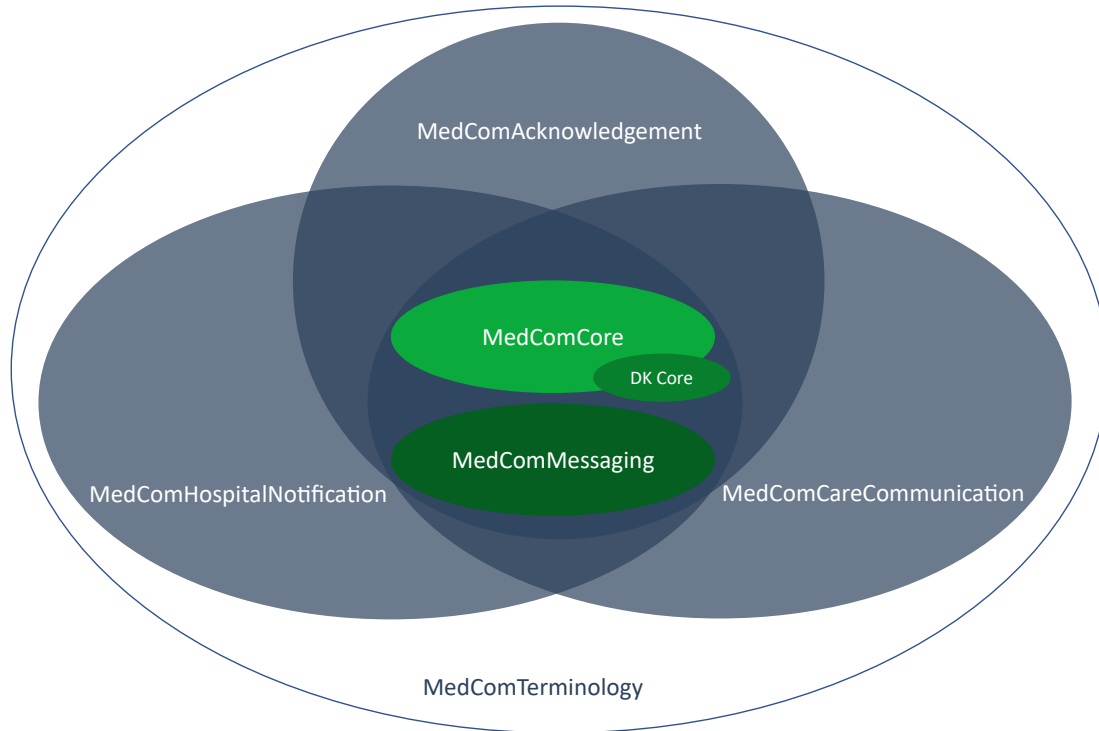 MedComAcknowledgement
MedComCore
DK Core
MedComMessaging
MedComHospitalNotification
MedComCareCommunication
MedComTerminology